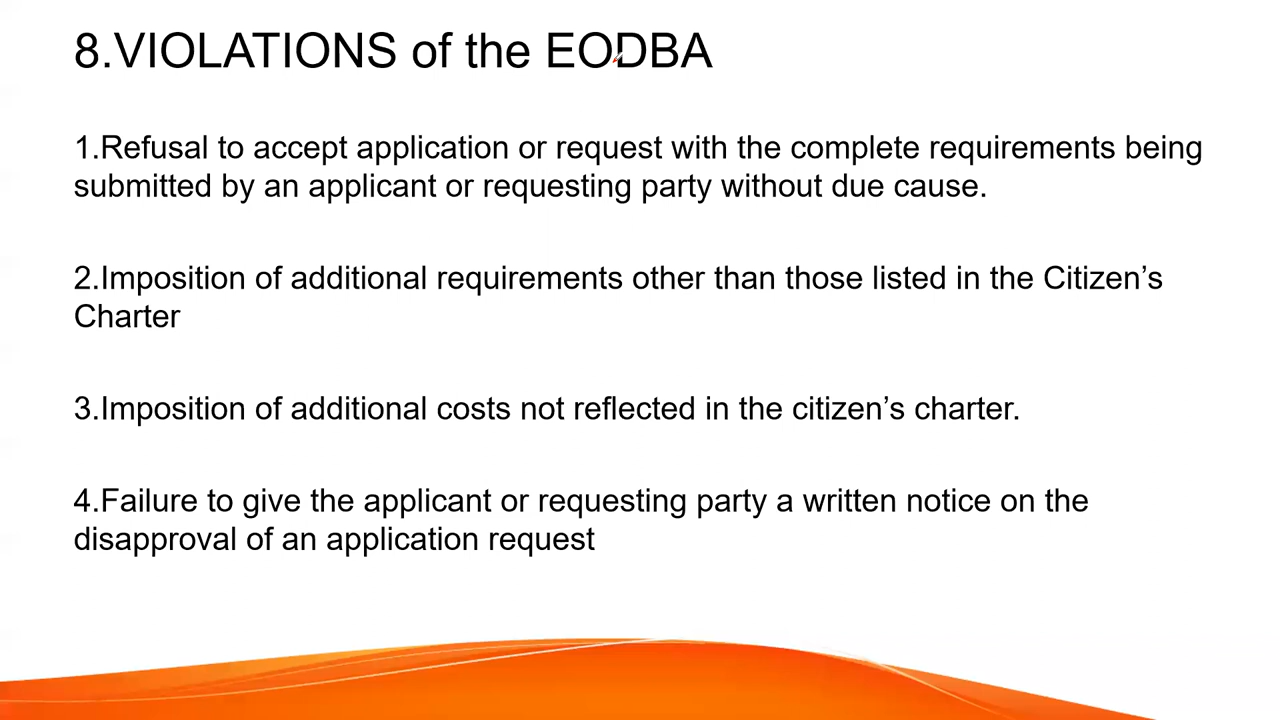 8.VIOLATIONS of the EODBA
1.Refusal to accept application or request with the complete requirements being
submitted by an applicant or requesting party without due cause.
2.Imposition of additional requirements other than those listed in the Citizen’s
Charter
3.Imposition of additional costs not reflected in the citizen’s charter.
4.Failure to give the applicant or requesting party a written notice on the
disapproval of an application request